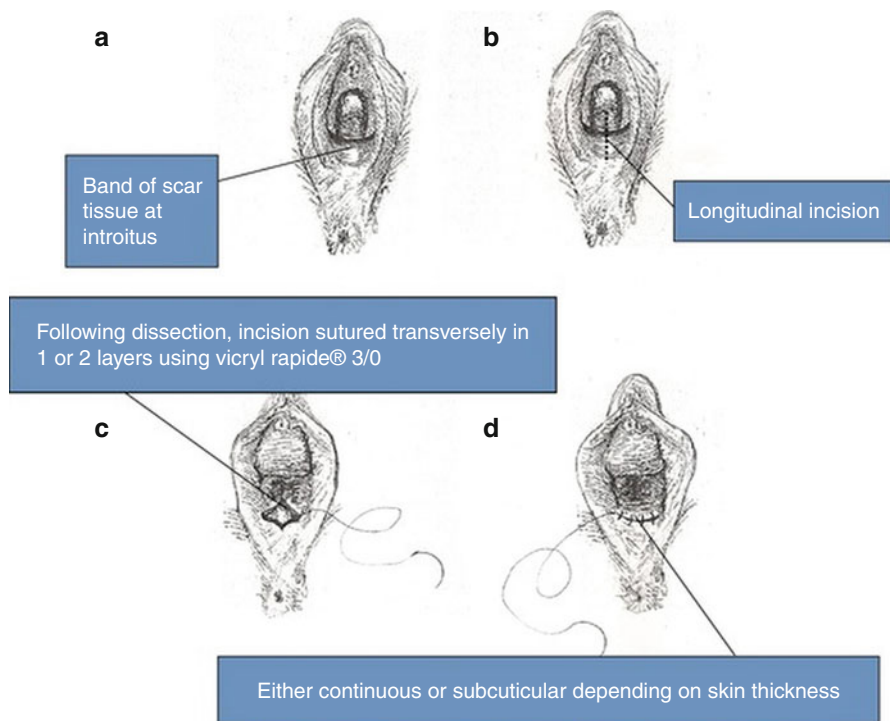 a
b
Band of scar
tissue at
introitus
Longitudinal incision
Following dissection, incision sutured transversely in
1 or 2 layers using vicryl rapide® 3/0
c
d
Either continuous or subcuticular depending on skin thickness